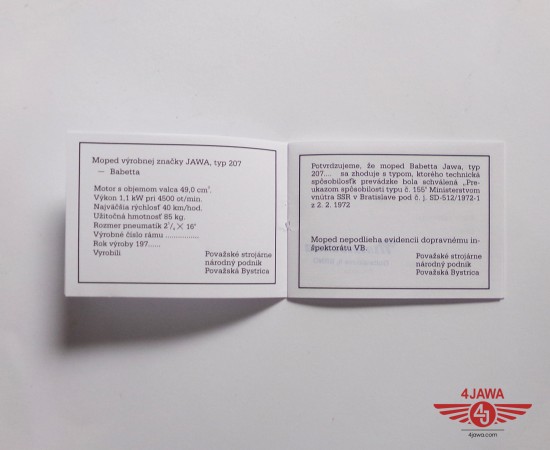 Moped výrobnej značky JAWA, typ 207
— Babetta
Motor s objemom valca 49,0 cm³.
Výkon 1,1 kW pri 4500 ot/min.
Najväčšia rýchlosť 40 km/hod.
Užitočná hmotnosť 85 kg.
Rozmer pneumatík 2¹/₄ × 16"
Výrobné číslo rámu ................
Rok výroby 197......
Vyrobili Považské strojárne
národný podnik
Považská Bystrica
Potvrdzujeme, že moped Babetta Jawa, typ
207.... sa zhoduje s typom, ktorého technická
spôsobilosťk prevádzke bola schválená „Pre-
ukazom spôsobilosti typu č. 155" Ministerstvom
vnútra SSR v Bratislave pod č. j. SD-512/1972-1
z 2. 2. 1972
Moped nepodlieha evidencii dopravnému in-
špektorátu VB.
Považské strojárne
národný podnik
Považská Bystrica
4JAWA
4J
4jawa.com